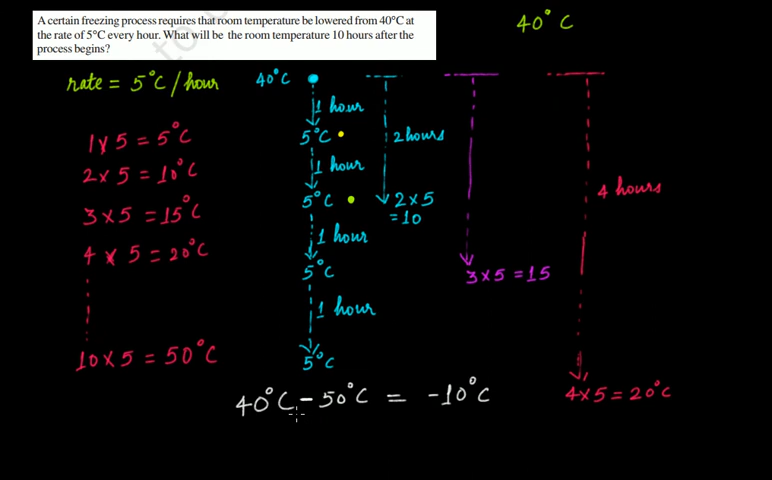 A certain freezing process requires that room temperature be lowered from 40°C at
the rate of 5°C every hour. What will be the room temperature 10 hours after the
process begins?
40°C
rate = 5°C/hour
40°C
1 hour
1 x 5 = 5°C
5°C
2 hours
1 hour
2 x 5 = 10°C
5°C
2 x 5
= 10
4 hours
3 x 5 = 15°C
1 hour
4 x 5 = 20°C
5°C
3 x 5 = 15
1 hour
10 x 5 = 50°C
5°C
4 x 5 = 20°C
40°C - 50°C = -10°C